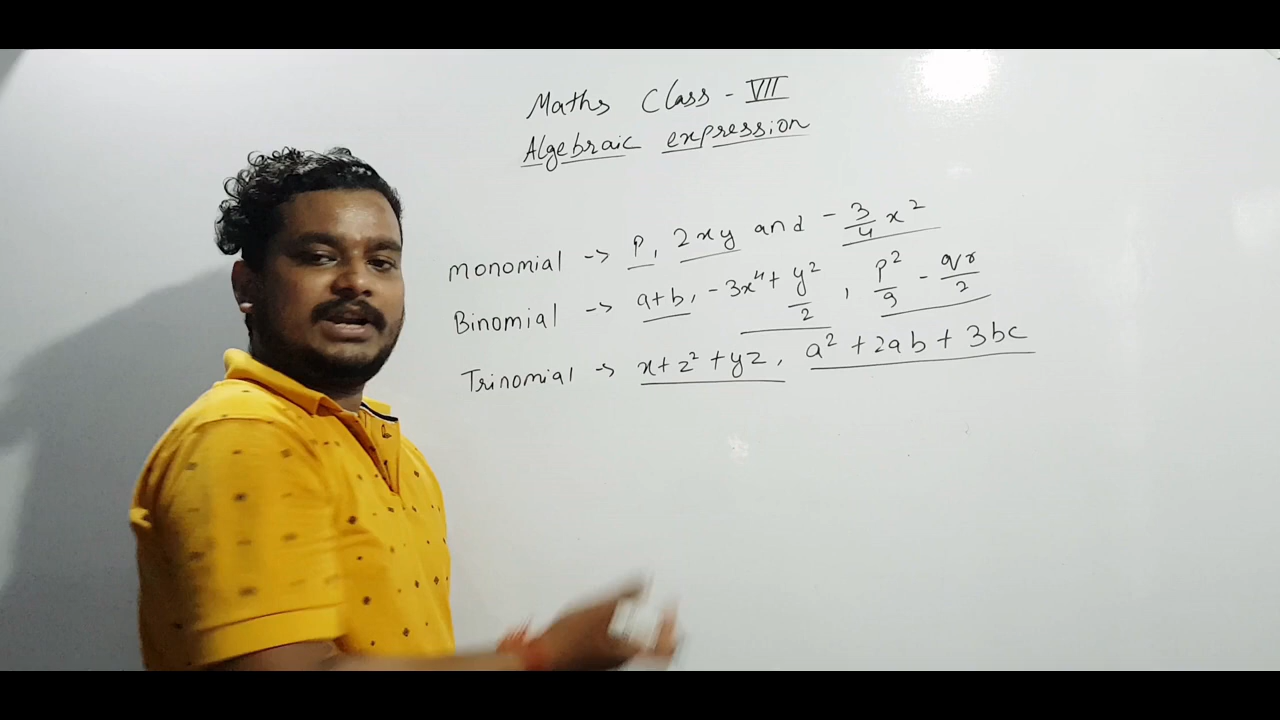 Maths Class - VII
Algebraic expression
monomial → P, 2xy and - 3/4 x²
Binomial → a+b, -3x⁴ + y²/2, p²/9 - qr/2
Trinomial → x+z²+yz, a²+2ab+3bc